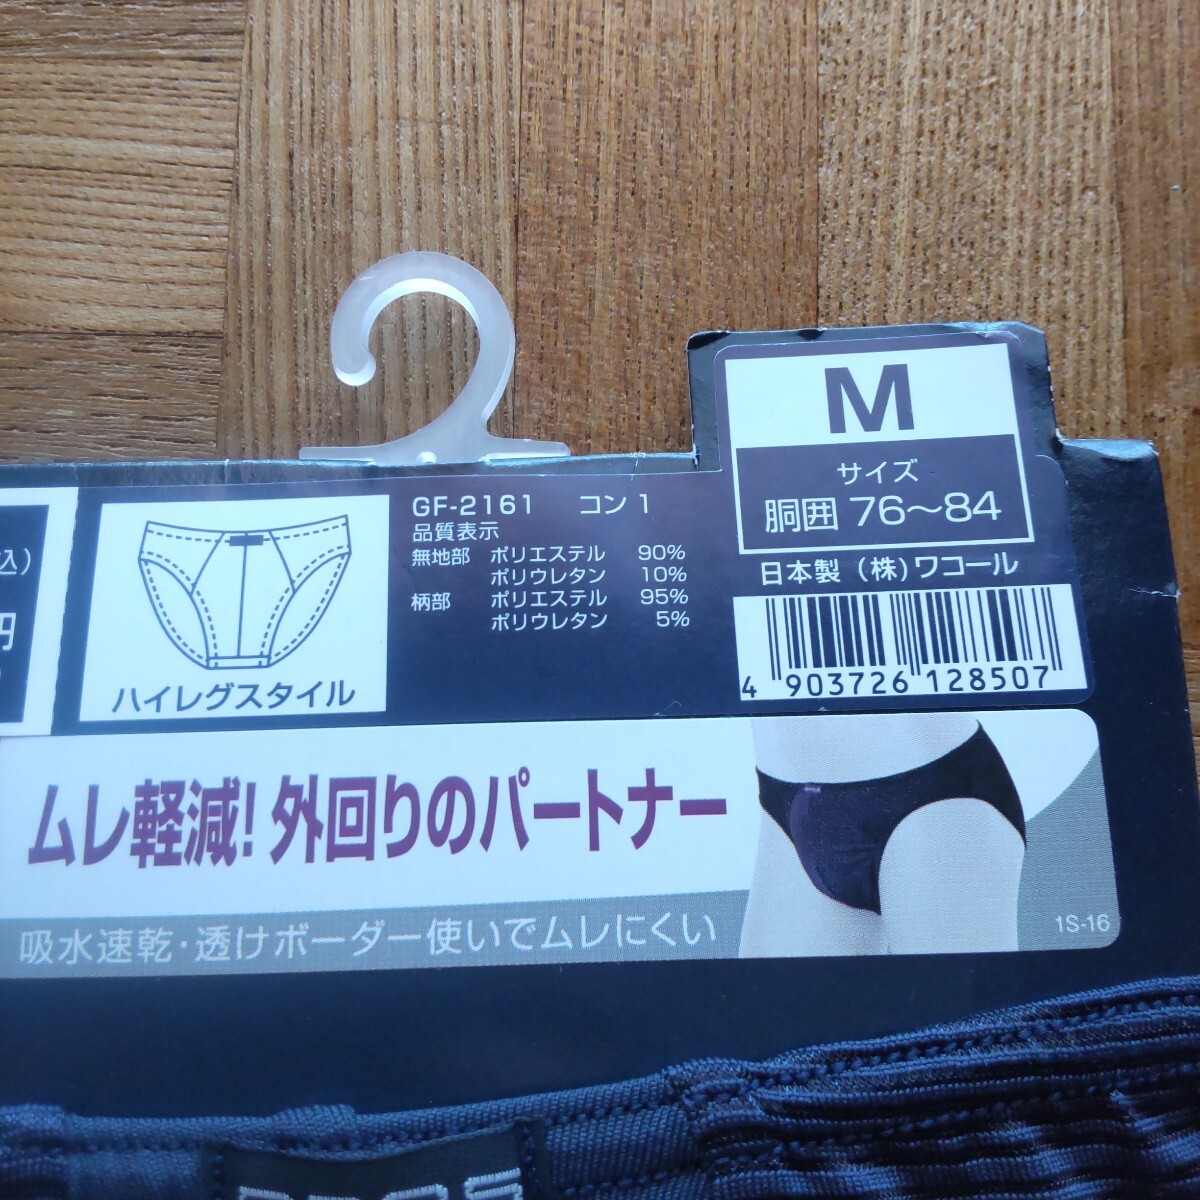 M
サイズ
胴囲 76〜84
日本製 (株)ワコール
4 903726 128507
GF-2161 コン 1
品質表示
無地部 ポリエステル 90%
ポリウレタン 10%
柄部 ポリエステル 95%
ポリウレタン 5%
込)
円
ハイレグスタイル
ムレ軽減!外回りのパートナー
吸水速乾・透けボーダー使いでムレにくい
1S-16